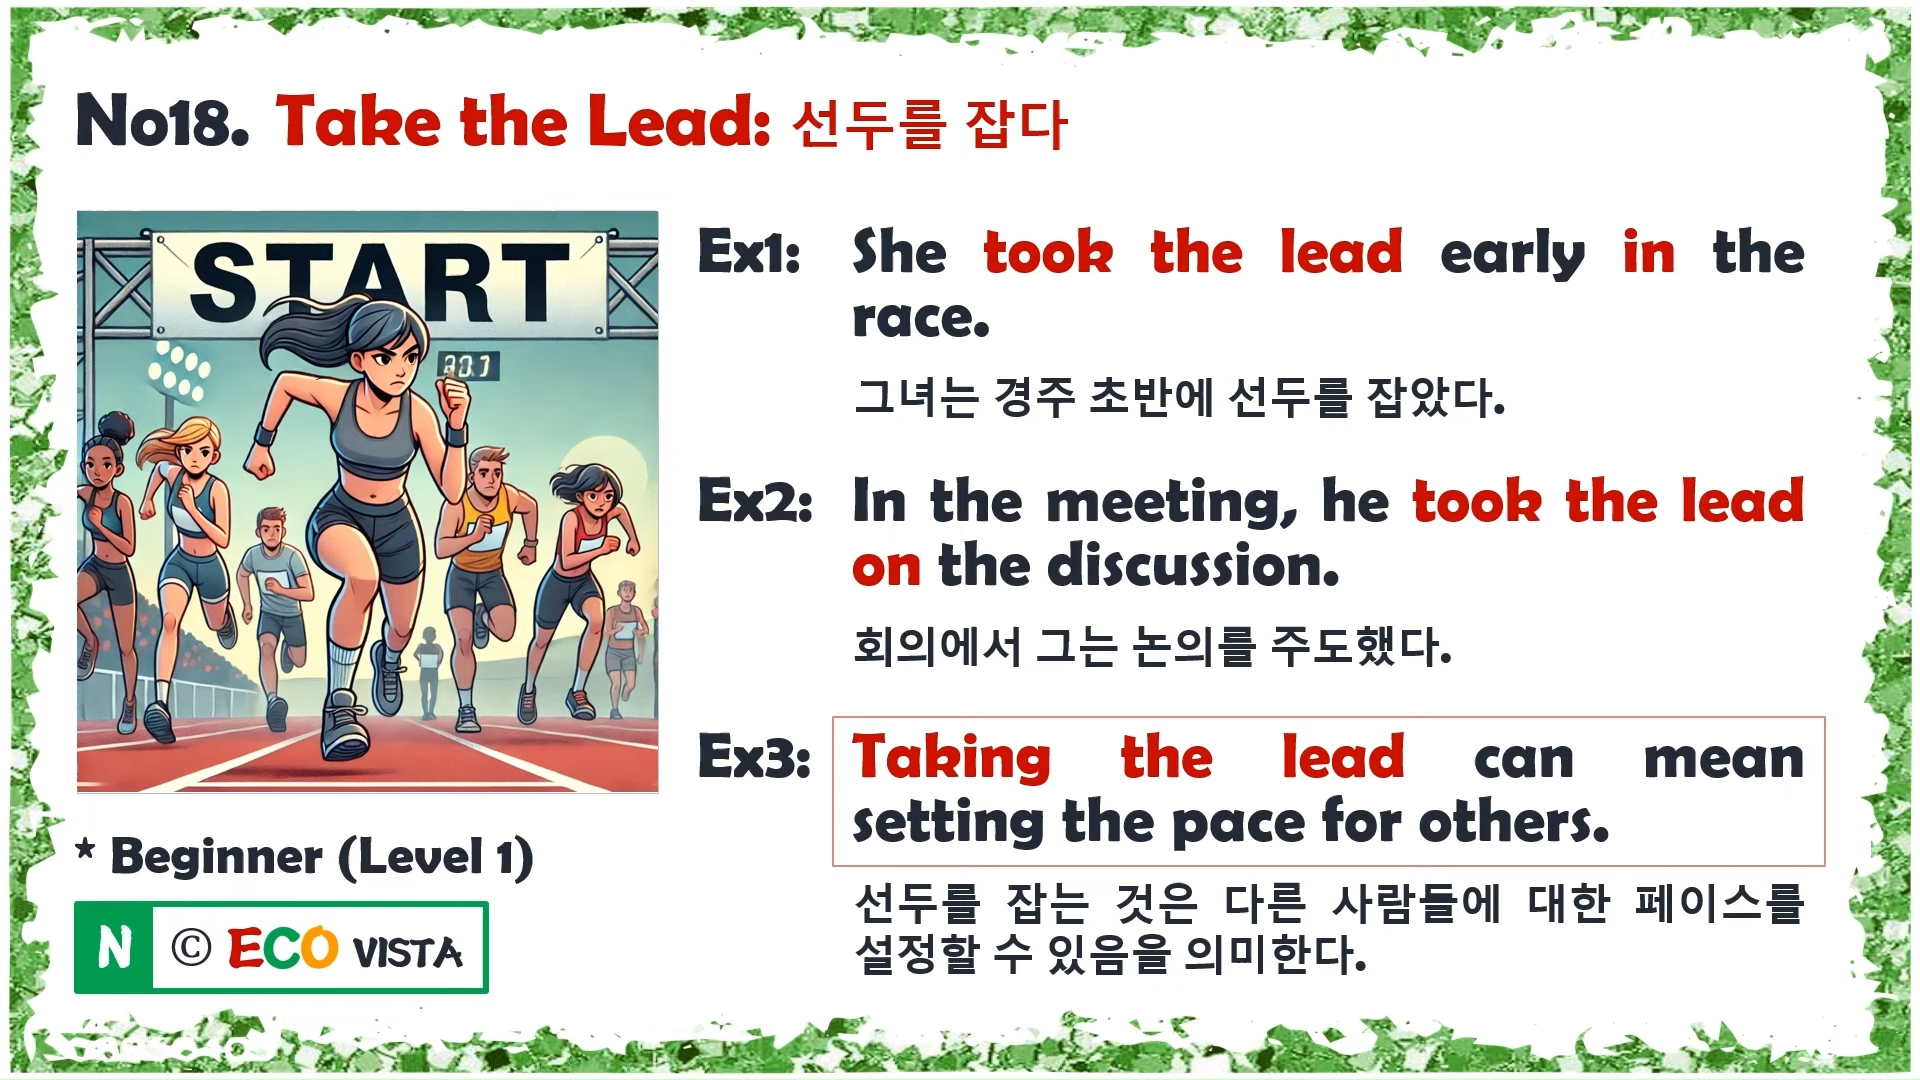 No18. Take the Lead: 선두를 잡다
START
Ex1: She took the lead early in the
race.
그녀는 경주 초반에 선두를 잡았다.
Ex2: In the meeting, he took the lead
on the discussion.
회의에서 그는 논의를 주도했다.
Ex3: Taking the lead can mean
setting the pace for others.
선두를 잡는 것은 다른 사람들에 대한 페이스를
설정할 수 있음을 의미한다.
* Beginner (Level 1)
N © ECO VISTA